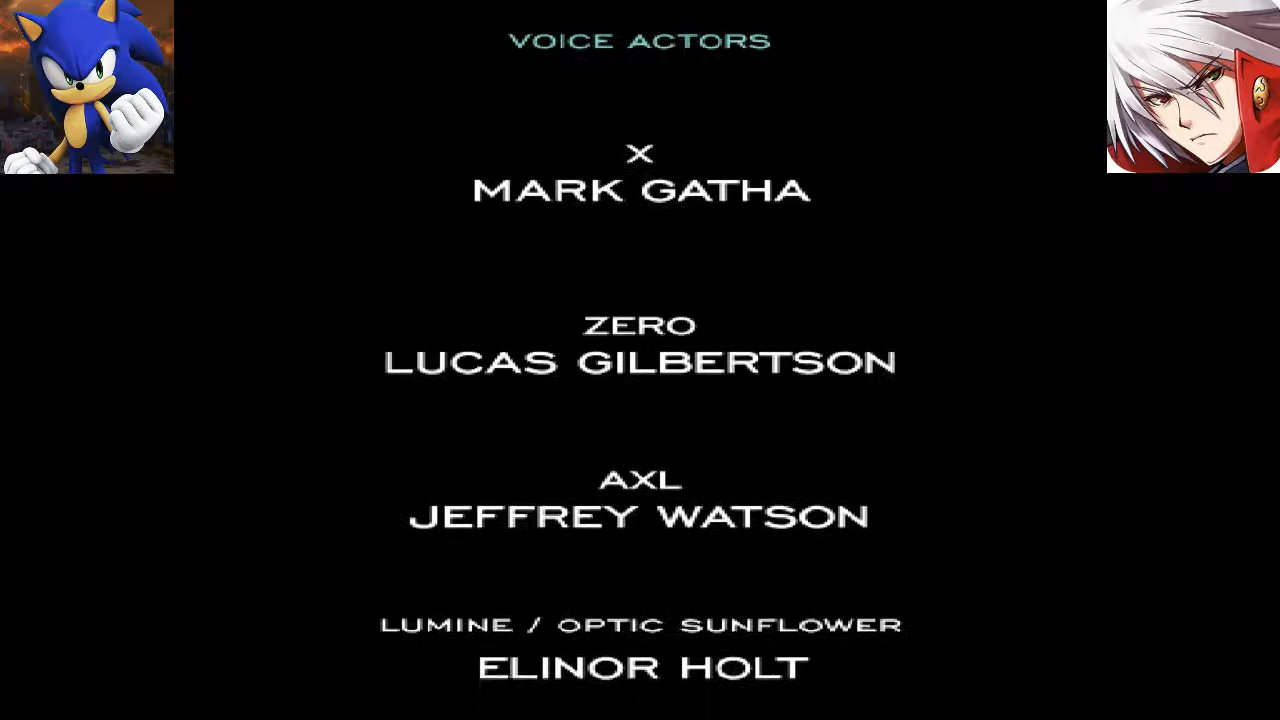 VOICE ACTORS
X
MARK GATHA
ZERO
LUCAS GILBERTSON
AXL
JEFFREY WATSON
LUMINE / OPTIC SUNFLOWER
ELINOR HOLT